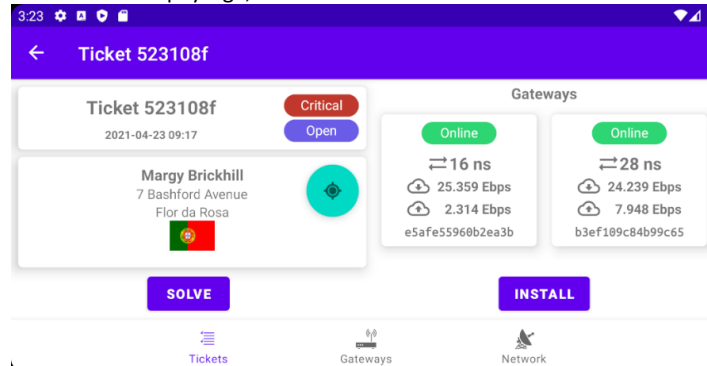 3:23
Ticket 523108f
Ticket 523108f
Critical
2021-04-23 09:17
Open
Margy Brickhill
7 Bashford Avenue
Flor da Rosa
SOLVE
Gateways
Online
16 ns
25.359 Ebps
2.314 Ebps
e5afe55960b2ea3b
Online
28 ns
24.239 Ebps
7.948 Ebps
b3ef109c84b99c65
INSTALL
Tickets
Gateways
Network